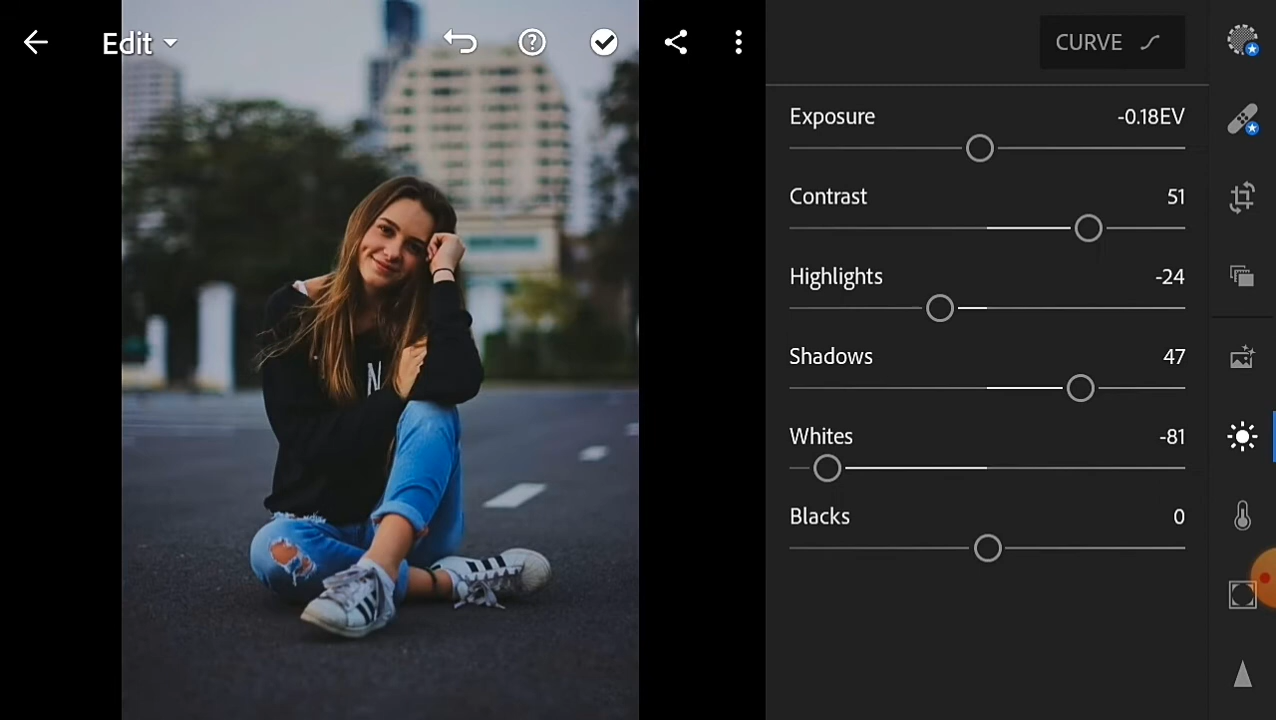 Edit
CURVE
Exposure -0.18EV
Contrast 51
Highlights -24
Shadows 47
Whites -81
Blacks 0
N